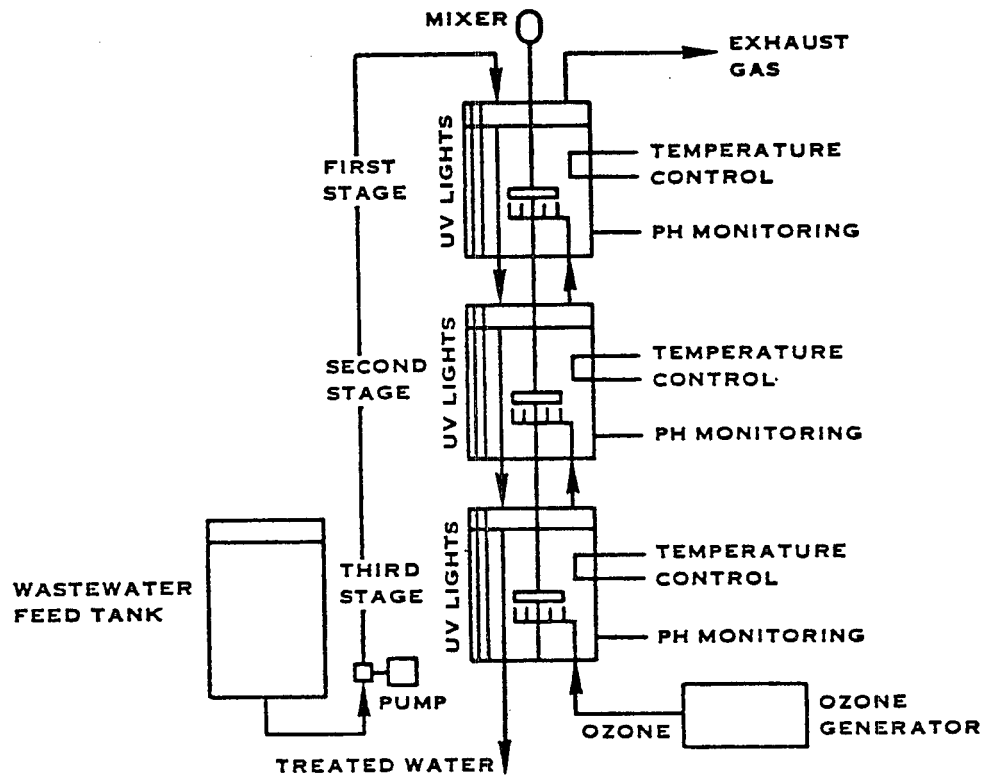 MIXER
EXHAUST
GAS
UV LIGHTS
FIRST
STAGE
TEMPERATURE
CONTROL
PH MONITORING
UV LIGHTS
SECOND
STAGE
TEMPERATURE
CONTROL
PH MONITORING
UV LIGHTS
THIRD
STAGE
TEMPERATURE
CONTROL
PH MONITORING
WASTEWATER
FEED TANK
PUMP
OZONE
OZONE
GENERATOR
TREATED WATER